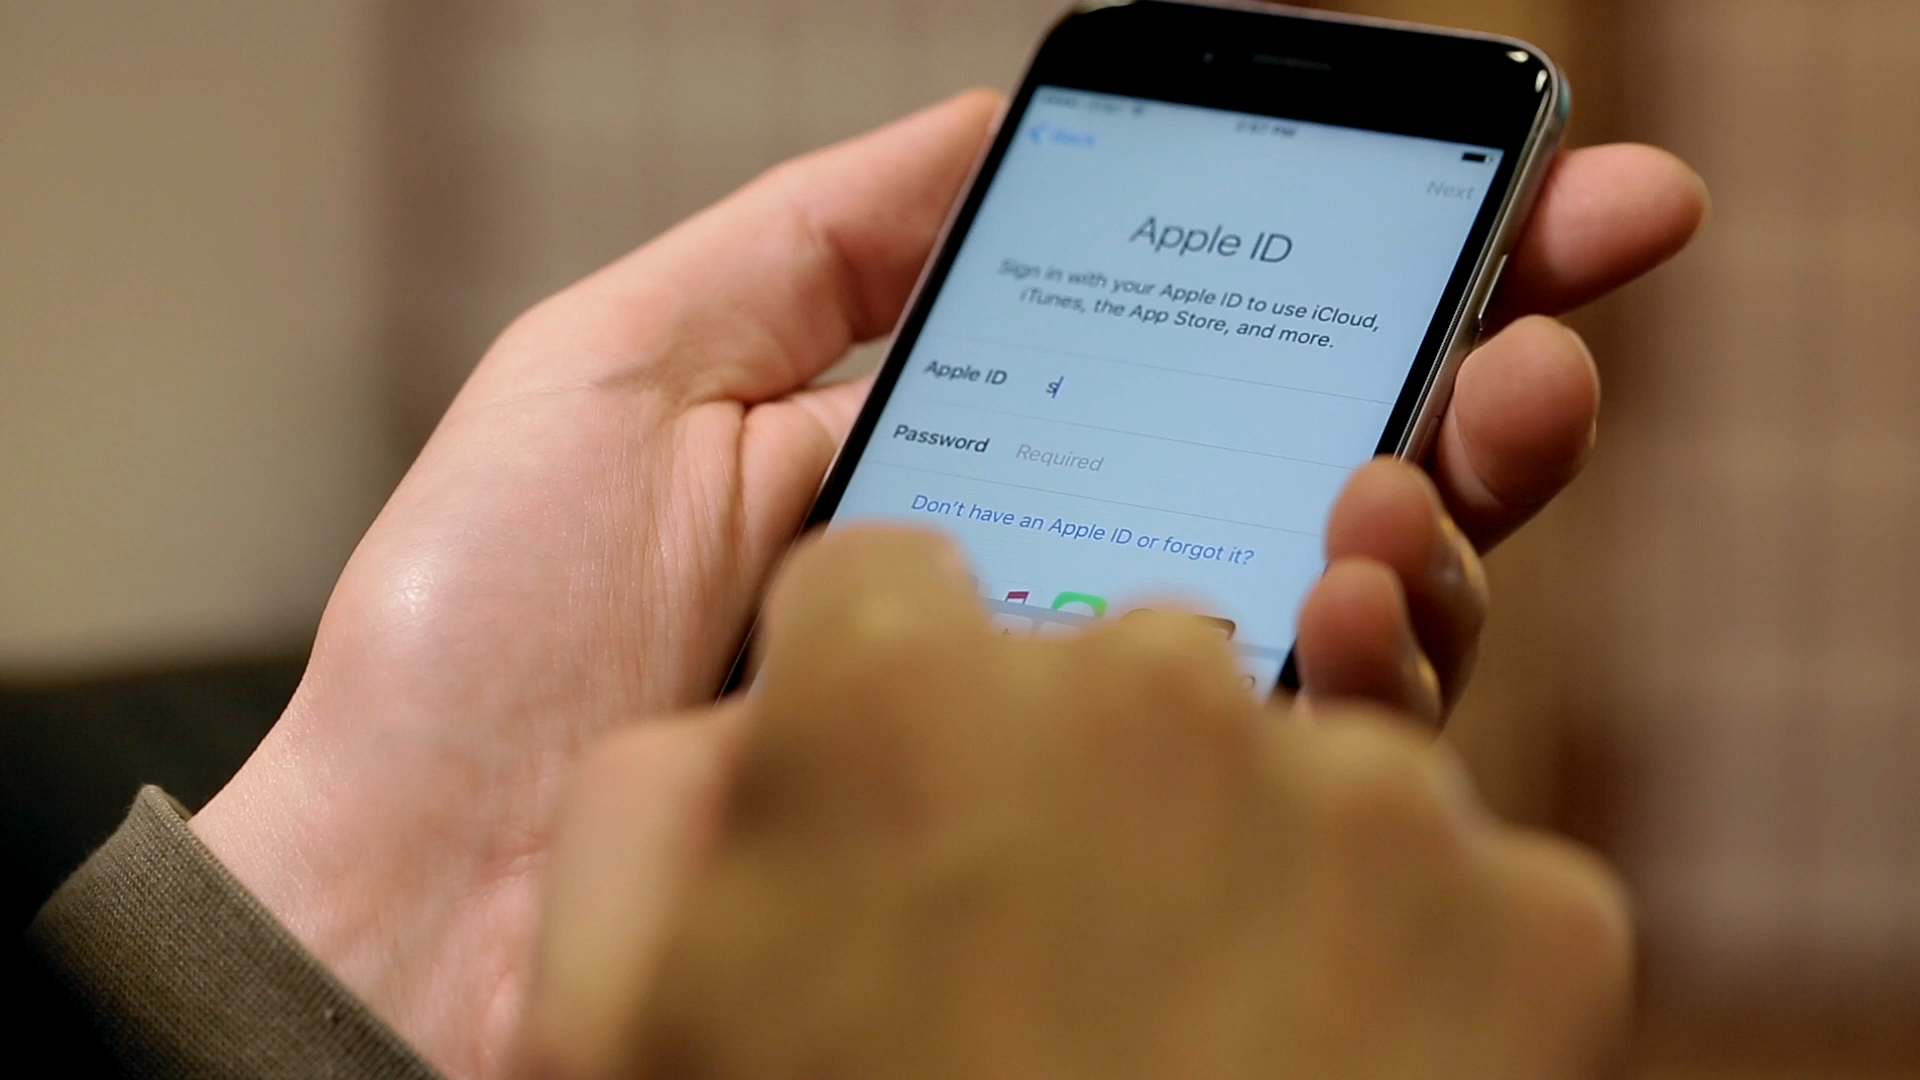 Back
Next
Apple ID
Sign in with your Apple ID to use iCloud,
iTunes, the App Store, and more.
Apple ID s
Password Required
Don't have an Apple ID or forgot it?